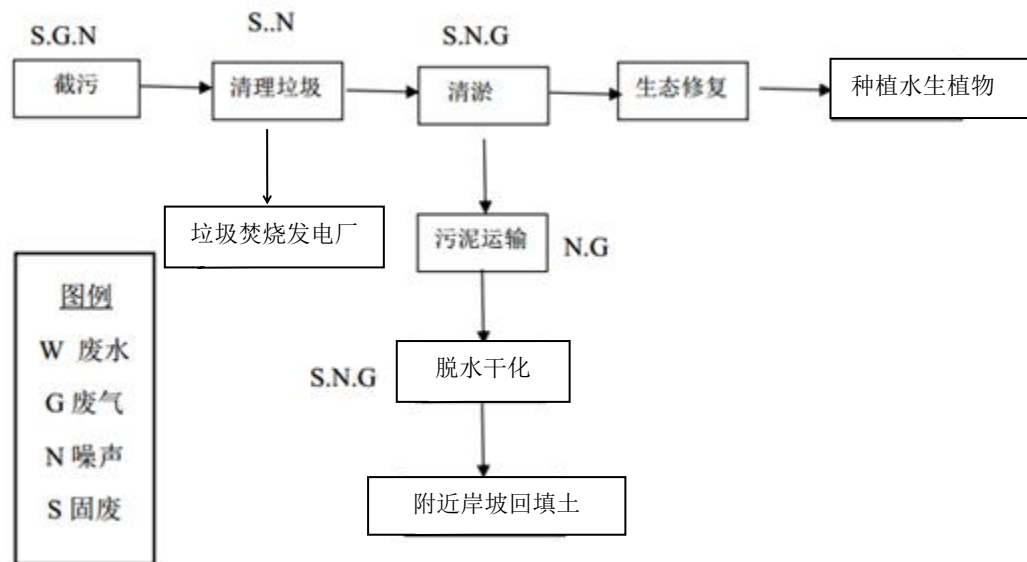 S.G.N
S..N
S.N.G
截污
清理垃圾
清淤
生态修复
种植水生植物
垃圾焚烧发电厂
污泥运输
N.G
图例
W 废水
G 废气
N 噪声
S 固废
S.N.G
脱水干化
附近岸坡回填土